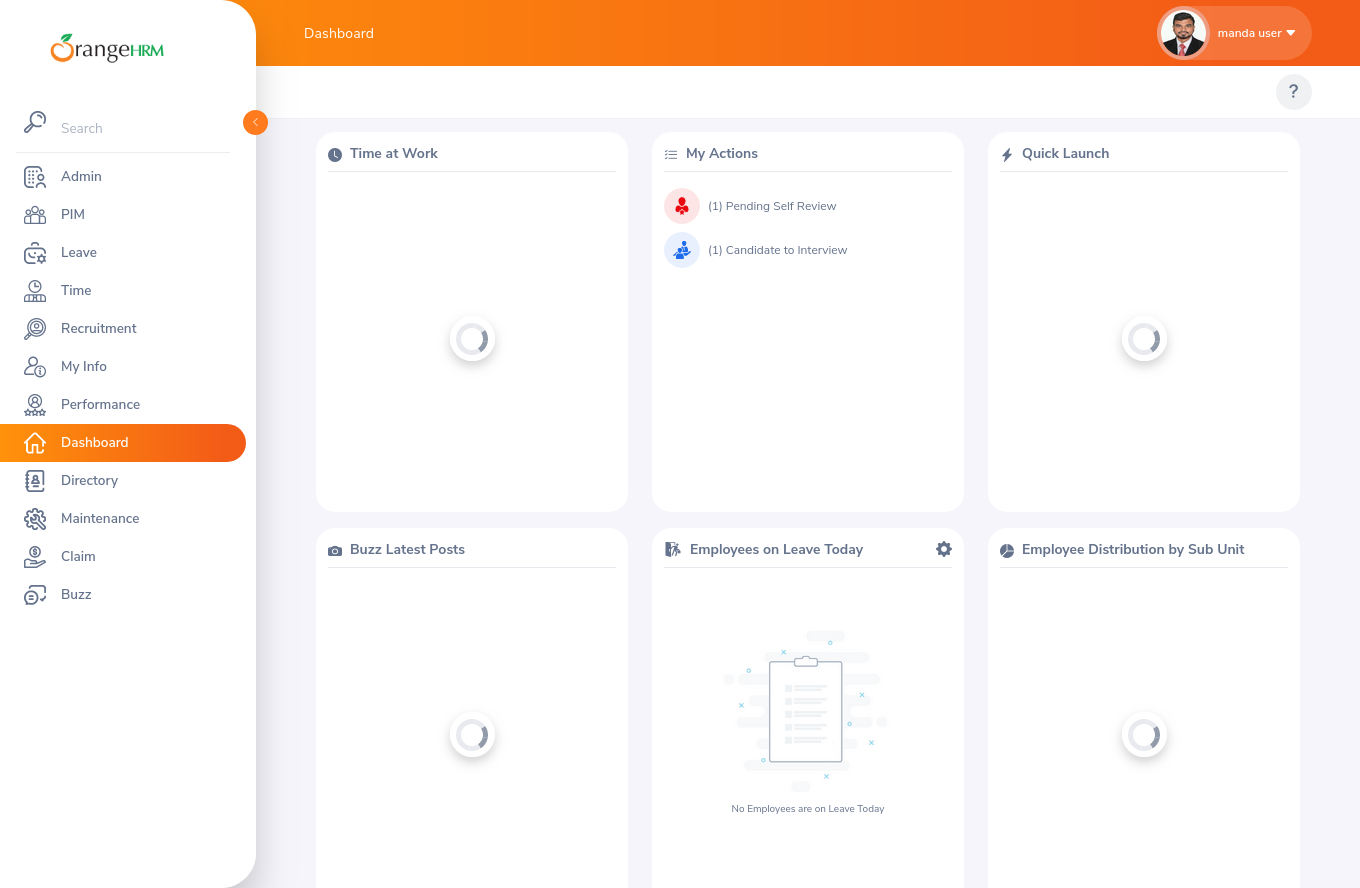 OrangeHRM
Dashboard
manda user
?
Search
Admin
PIM
Leave
Time
Recruitment
My Info
Performance
Dashboard
Directory
Maintenance
Claim
Buzz
Time at Work
My Actions
(1) Pending Self Review
(1) Candidate to Interview
Quick Launch
Buzz Latest Posts
Employees on Leave Today
No Employees are on Leave Today
Employee Distribution by Sub Unit